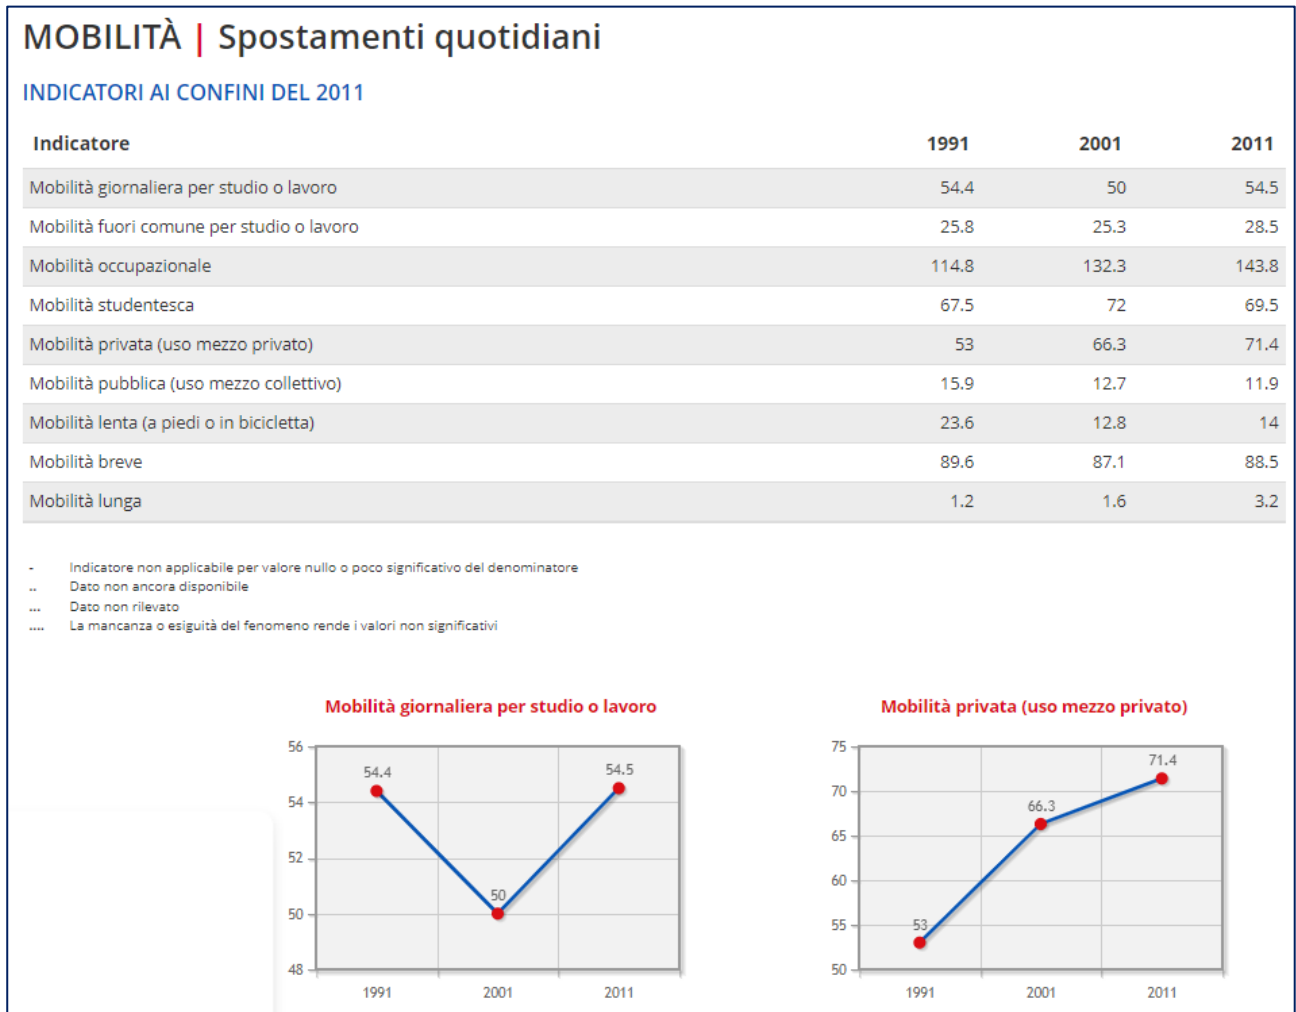 MOBILITÀ | Spostamenti quotidiani
INDICATORI AI CONFINI DEL 2011
Indicatore 1991 2001 2011
Mobilità giornaliera per studio o lavoro 54.4 50 54.5
Mobilità fuori comune per studio o lavoro 25.8 25.3 28.5
Mobilità occupazionale 114.8 132.3 143.8
Mobilità studentesca 67.5 72 69.5
Mobilità privata (uso mezzo privato) 53 66.3 71.4
Mobilità pubblica (uso mezzo collettivo) 15.9 12.7 11.9
Mobilità lenta (a piedi o in bicicletta) 23.6 12.8 14
Mobilità breve 89.6 87.1 88.5
Mobilità lunga 1.2 1.6 3.2
- Indicatore non applicabile per valore nullo o poco significativo del denominatore
.. Dato non ancora disponibile
... Dato non rilevato
.... La mancanza o esiguità del fenomeno rende i valori non significativi
Mobilità giornaliera per studio o lavoro
56
54
52
50
48
54.4
50
54.5
1991 2001 2011
Mobilità privata (uso mezzo privato)
75
70
65
60
55
50
53
66.3
71.4
1991 2001 2011